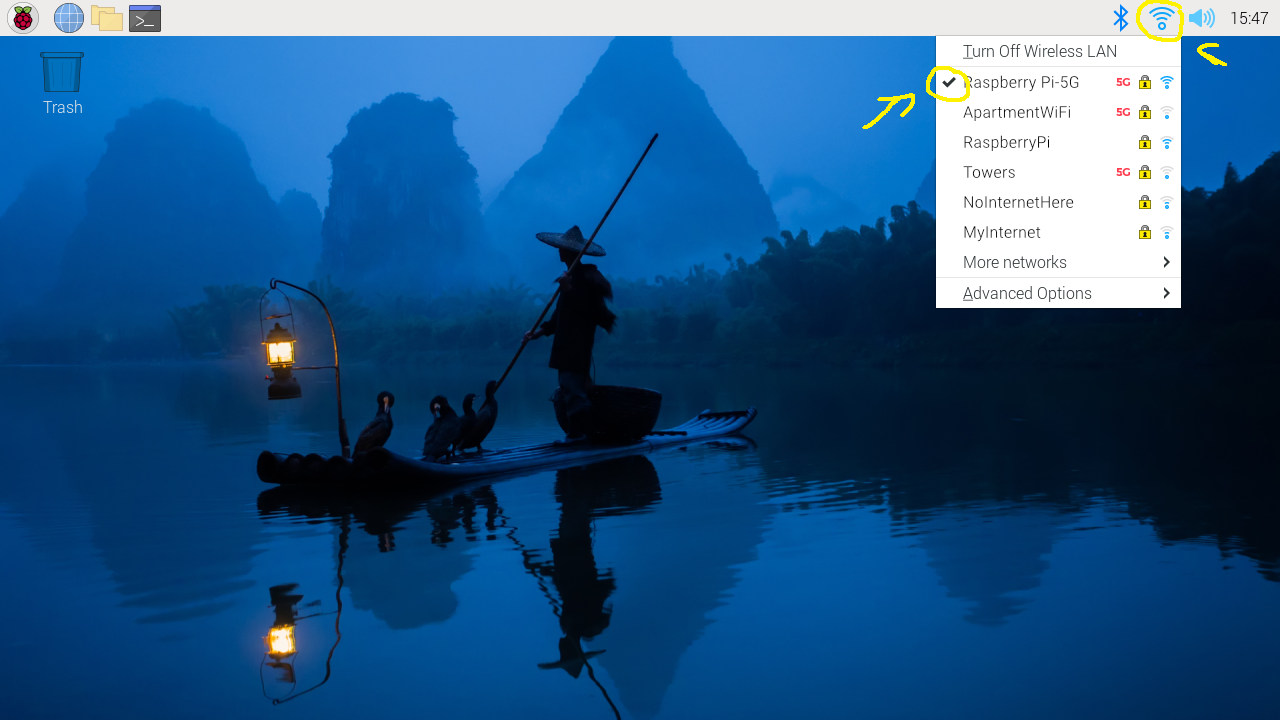 >_
15:47
Trash
Turn Off Wireless LAN
Raspberry Pi-5G 5G
ApartmentWiFi 5G
RaspberryPi
Towers 5G
NoInternetHere
MyInternet
More networks
Advanced Options